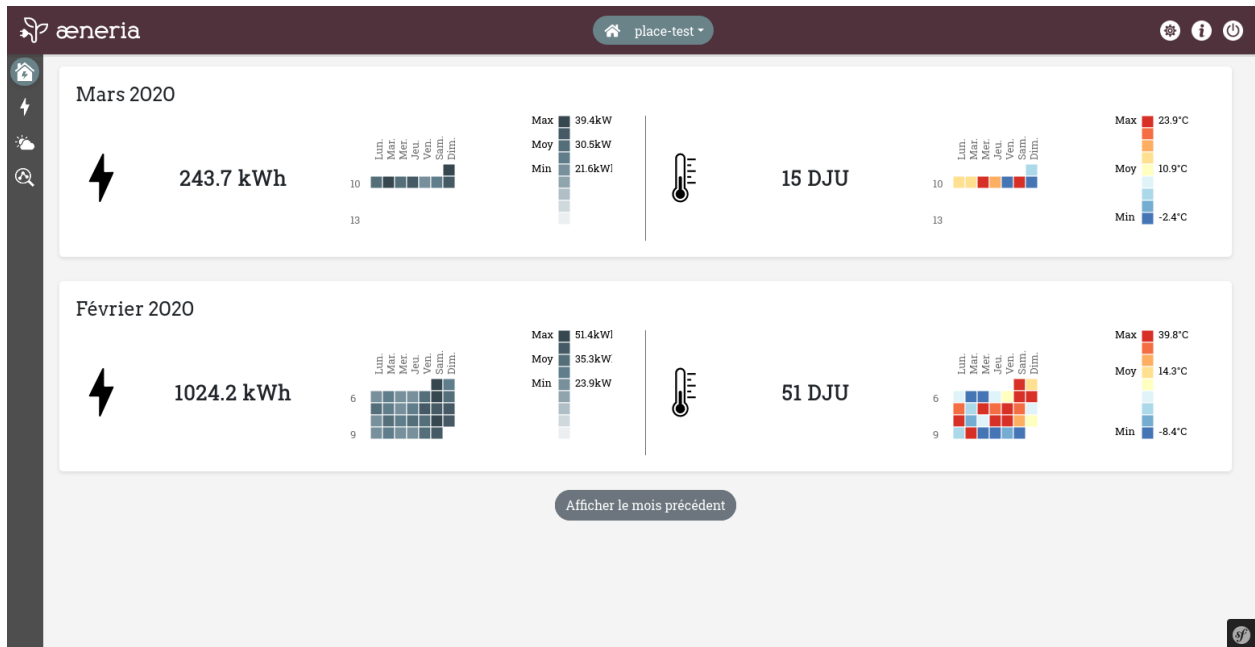 æneria
place-test
Mars 2020
243.7 kWh
Lun. Mar. Mer. Jeu. Ven. Sam. Dim.
10
13
Max 39.4kW
Moy 30.5kW
Min 21.6kW
15 DJU
Lun. Mar. Mer. Jeu. Ven. Sam. Dim.
10
13
Max 23.9°C
Moy 10.9°C
Min -2.4°C
Février 2020
1024.2 kWh
Lun. Mar. Mer. Jeu. Ven. Sam. Dim.
6
9
Max 51.4kW
Moy 35.3kW
Min 23.9kW
51 DJU
Lun. Mar. Mer. Jeu. Ven. Sam. Dim.
6
9
Max 39.8°C
Moy 14.3°C
Min -8.4°C
Afficher le mois précédent
sf